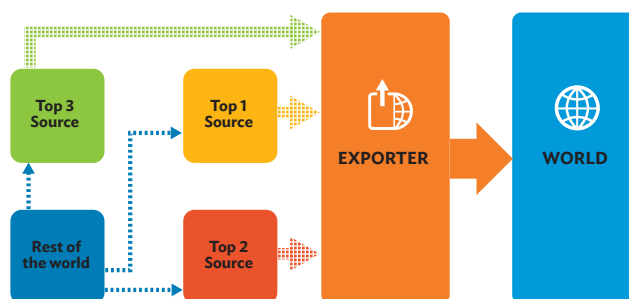 Top 3
Source
Top 1
Source
EXPORTER
WORLD
Rest of
the world
Top 2
Source